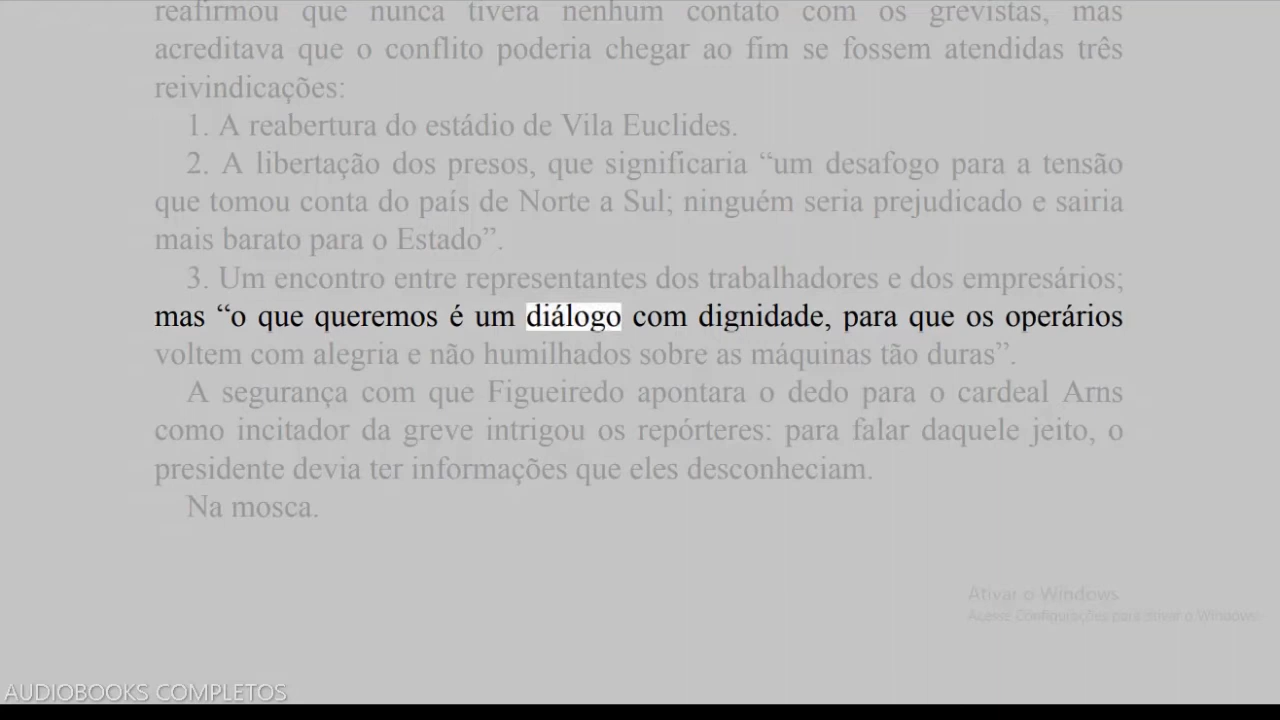 reafirmou que nunca tivera nenhum contato com os grevistas, mas
acreditava que o conflito poderia chegar ao fim se fossem atendidas três
reivindicações:
1. A reabertura do estádio de Vila Euclides.
2. A libertação dos presos, que significaria “um desafogo para a tensão
que tomou conta do país de Norte a Sul; ninguém seria prejudicado e sairia
mais barato para o Estado”.
3. Um encontro entre representantes dos trabalhadores e dos empresários;
mas “o que queremos é um diálogo com dignidade, para que os operários
voltem com alegria e não humilhados sobre as máquinas tão duras”.
A segurança com que Figueiredo apontara o dedo para o cardeal Arns
como incitador da greve intrigou os repórteres: para falar daquele jeito, o
presidente devia ter informações que eles desconheciam.
Na mosca.
Ativar o Windows
Acesse Configurações para ativar o Windows.
AUDIOBOOKS COMPLETOS